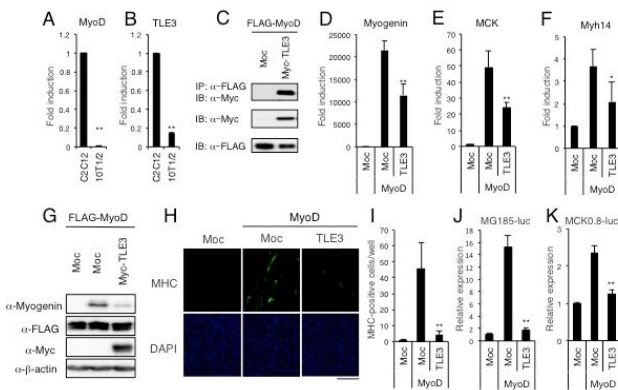 A
MyoD
Fold induction
1.2
1
0.8
0.6
0.4
0.2
0
**
C2C12
10T1/2
B
TLE3
Fold induction
1.2
1
0.8
0.6
0.4
0.2
0
**
C2C12
10T1/2
C
FLAG-MyoD
Moc
Myc-TLE3
IP: α-FLAG
IB: α-Myc
IB: α-Myc
IB: α-FLAG
D
Myogenin
Fold induction
25000
20000
15000
10000
5000
0
**
Moc
Moc
TLE3
MyoD
E
MCK
Fold induction
70
60
50
40
30
20
10
0
**
Moc
Moc
TLE3
MyoD
F
Myh14
Fold induction
5
4
3
2
1
0
*
Moc
Moc
TLE3
MyoD
G
FLAG-MyoD
Moc
Moc
Myc-TLE3
α-Myogenin
α-FLAG
α-Myc
α-β-actin
H
MyoD
Moc
Moc
TLE3
MHC
DAPI
I
MHC-positive cells/well
70
60
50
40
30
20
10
0
**
Moc
Moc
TLE3
MyoD
J
MG185-luc
Relative expression
20
15
10
5
0
**
Moc
Moc
TLE3
MyoD
K
MCK0.8-luc
Relative expression
3
2
1
0
**
Moc
Moc
TLE3
MyoD